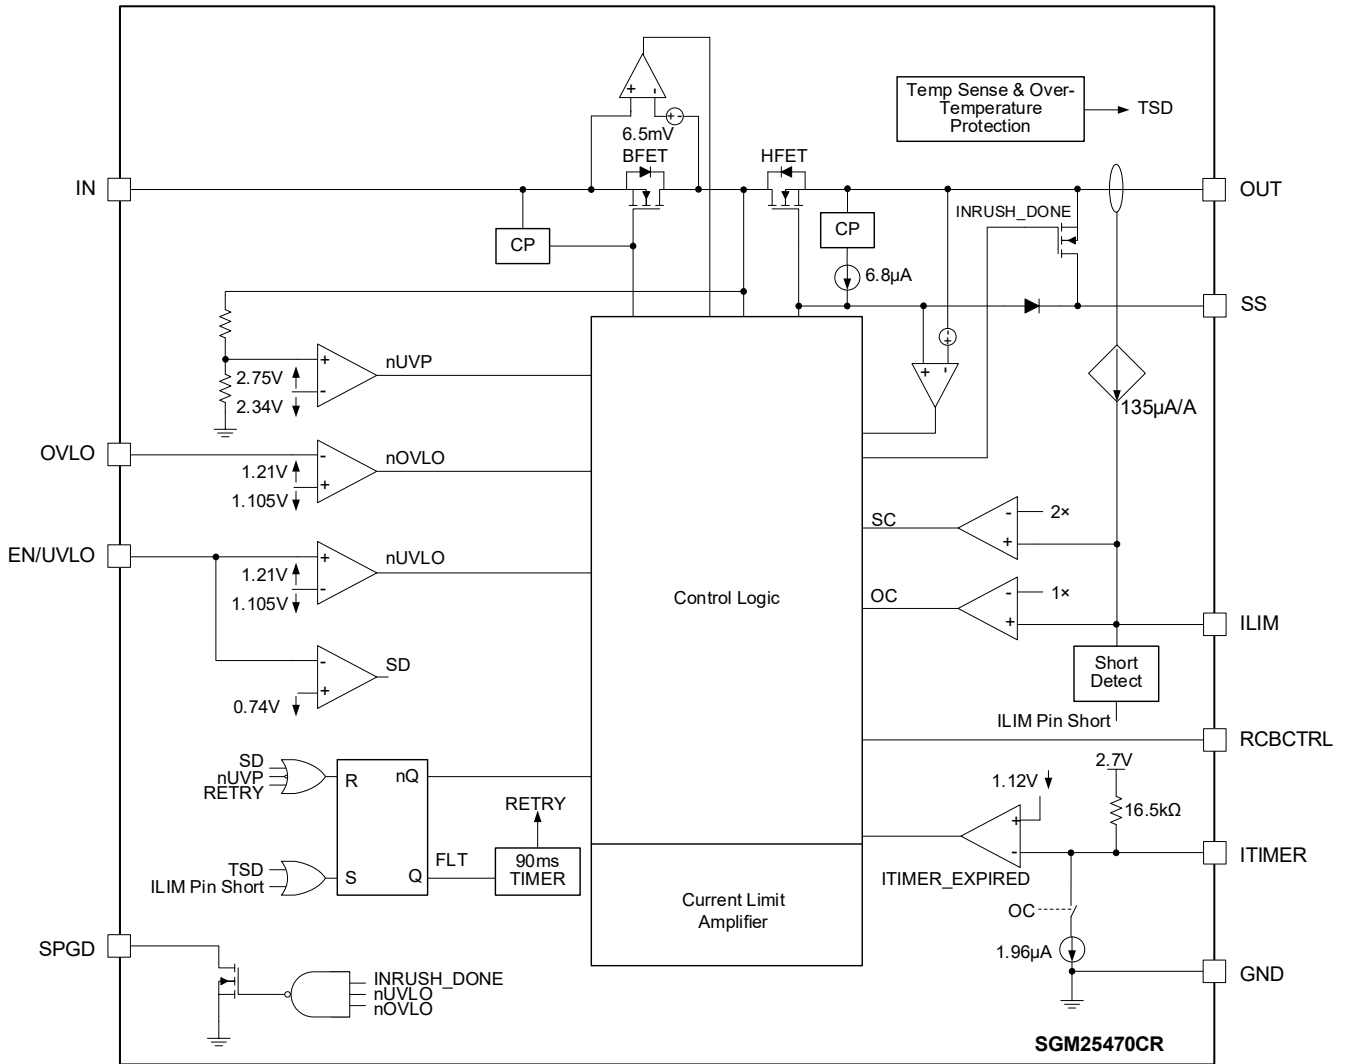 Temp Sense & Over-
Temperature
Protection
TSD
+
-
+
-
6.5mV
BFET
HFET
IN
OUT
INRUSH_DONE
CP
CP
6.8µA
SS
+
-
+
-
nUVP
+
2.75V
-
2.34V
135µA/A
OVLO
-
nOVLO
1.21V
+
1.105V
SC
-
2×
+
EN/UVLO
+
nUVLO
1.21V
-
1.105V
Control Logic
OC
-
1×
+
ILIM
-
SD
+
0.74V
Short
Detect
ILIM Pin Short
RCBCTRL
SD
nUVP
RETRY
R
nQ
RETRY
2.7V
1.12V
16.5kΩ
+
-
ITIMER
TSD
ILIM Pin Short
S
Q
FLT
90ms
TIMER
ITIMER_EXPIRED
Current Limit
Amplifier
OC
SPGD
1.96µA
GND
INRUSH_DONE
nUVLO
nOVLO
SGM25470CR